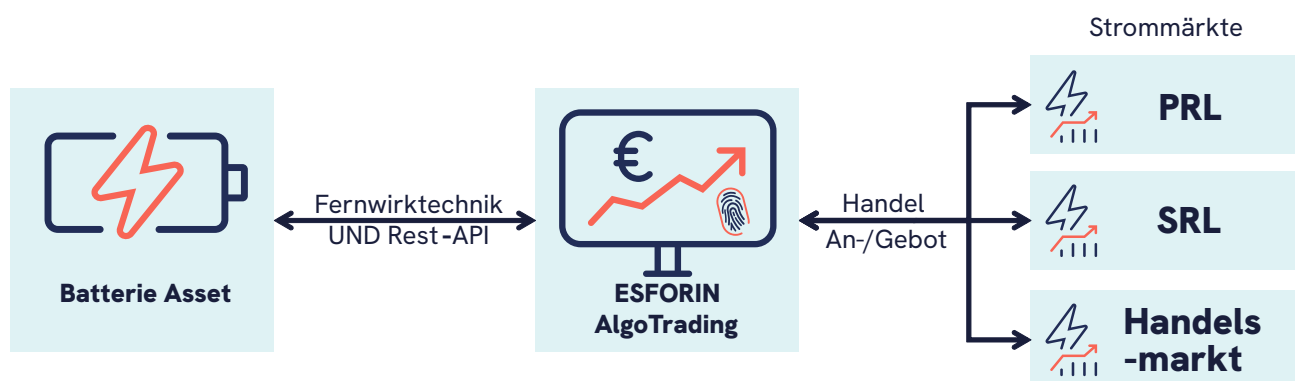 Strommärkte
PRL
Fernwirktechnik
UND Rest-API
Handel
An-/Gebot
SRL
€
Batterie Asset
ESFORIN
AlgoTrading
Handels
-markt